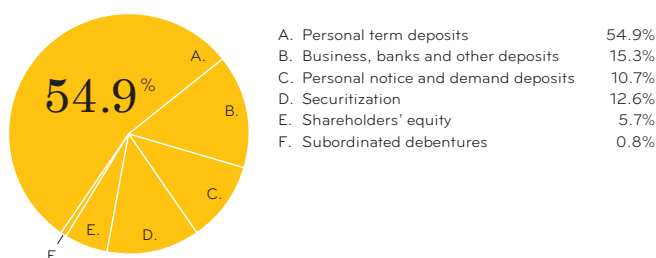 A.
54.9%
B.
C.
D.
E.
F.
A. Personal term deposits 54.9%
B. Business, banks and other deposits 15.3%
C. Personal notice and demand deposits 10.7%
D. Securitization 12.6%
E. Shareholders’ equity 5.7%
F. Subordinated debentures 0.8%